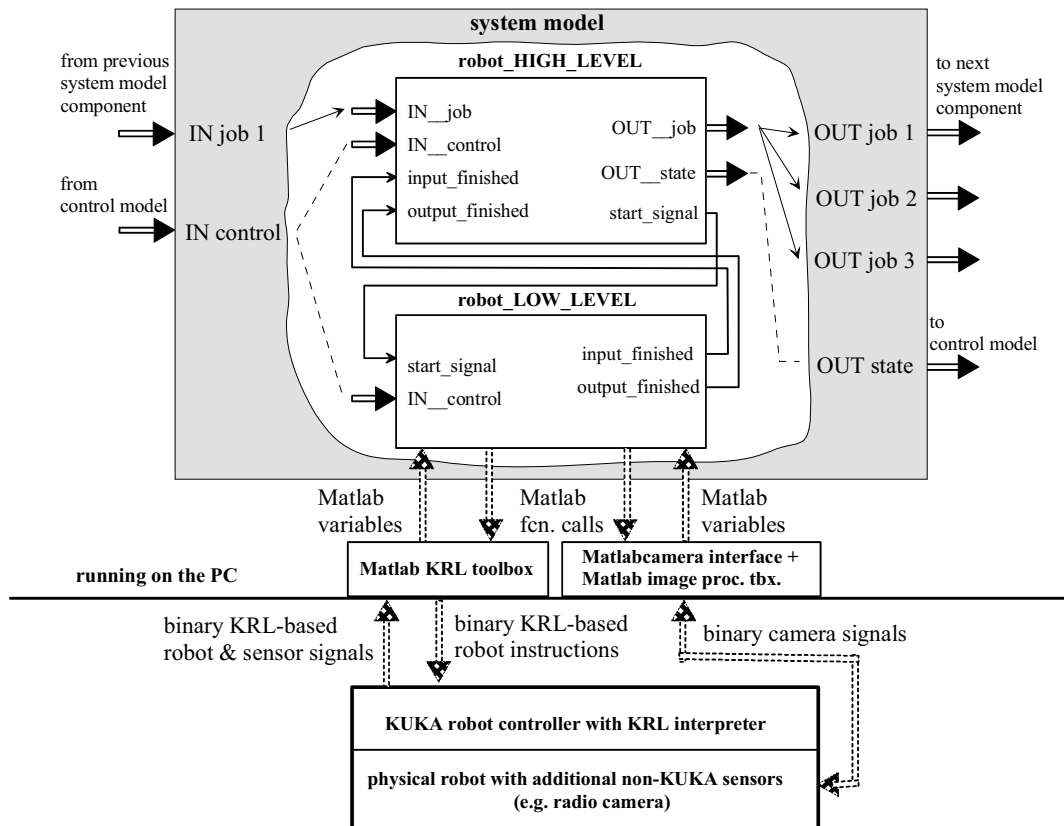 system model
from previous
system model
component
robot_HIGH_LEVEL
to next
system model
component
IN job 1
IN__job
IN__control
input_finished
output_finished
OUT__job
OUT__state
start_signal
OUT job 1
OUT job 2
OUT job 3
from
control model
IN control
robot_LOW_LEVEL
start_signal
IN__control
input_finished
output_finished
to
control model
OUT state
Matlab
variables
Matlab
fcn. calls
Matlab
variables
running on the PC
Matlab KRL toolbox
Matlabcamera interface +
Matlab image proc. tbx.
binary KRL-based
robot & sensor signals
binary KRL-based
robot instructions
binary camera signals
KUKA robot controller with KRL interpreter
physical robot with additional non-KUKA sensors
(e.g. radio camera)